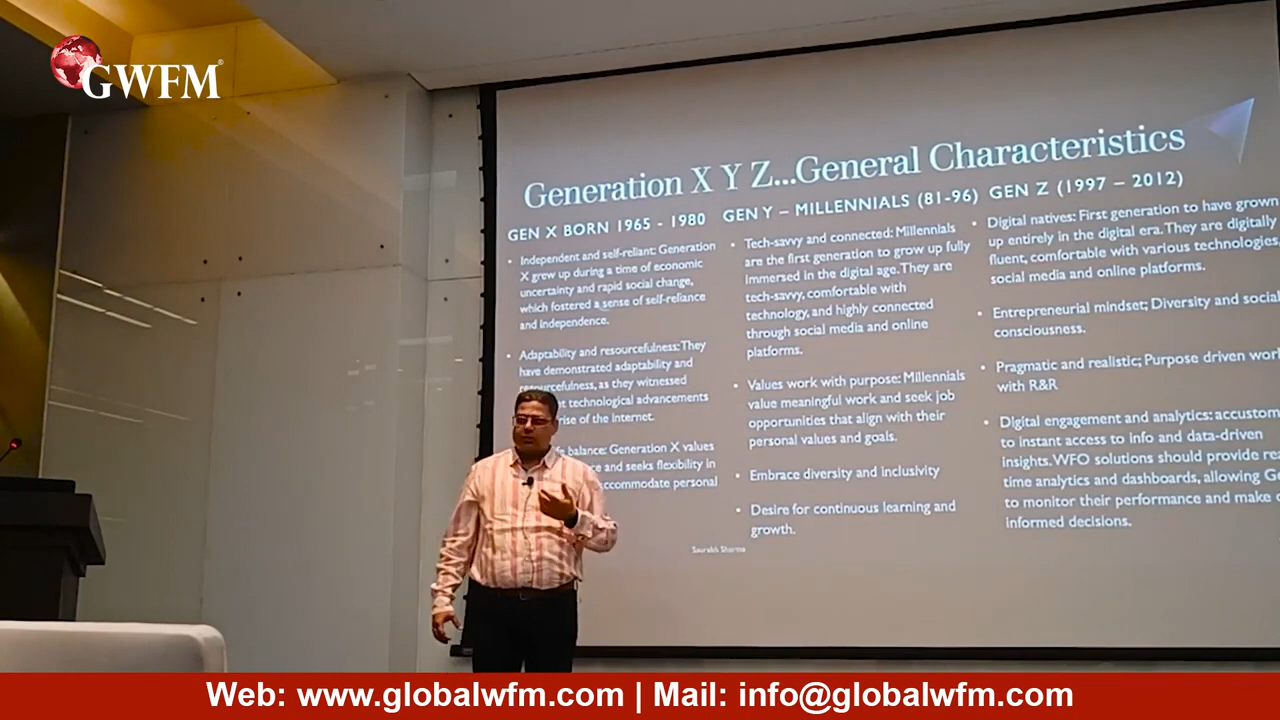 GWFM®
Generation X Y Z...General Characteristics
GEN X BORN 1965 - 1980
• Independent and self-reliant: Generation
X grew up during a time of economic
uncertainty and rapid social change,
which fostered a sense of self-reliance
and independence.
• Adaptability and resourcefulness: They
have demonstrated adaptability and
resourcefulness, as they witnessed
technological advancements
rise of the internet.
balance: Generation X values
and seeks flexibility in
accommodate personal
GEN Y – MILLENNIALS (81-96)
• Tech-savvy and connected: Millennials
are the first generation to grow up fully
immersed in the digital age. They are
tech-savvy, comfortable with
technology, and highly connected
through social media and online
platforms.
• Values work with purpose: Millennials
value meaningful work and seek job
opportunities that align with their
personal values and goals.
• Embrace diversity and inclusivity
• Desire for continuous learning and
growth.
GEN Z (1997 – 2012)
• Digital natives: First generation to have grown
up entirely in the digital era. They are digitally
fluent, comfortable with various technologies,
social media and online platforms.
• Entrepreneurial mindset; Diversity and social
consciousness.
• Pragmatic and realistic; Purpose driven
with R&R
• Digital engagement and analytics:
to instant access to info and data-driven
insights. WFO solutions should provide
time analytics and dashboards, allowing
to monitor their performance and make
informed decisions.
Saurabh Sharma
Web: www.globalwfm.com | Mail: info@globalwfm.com